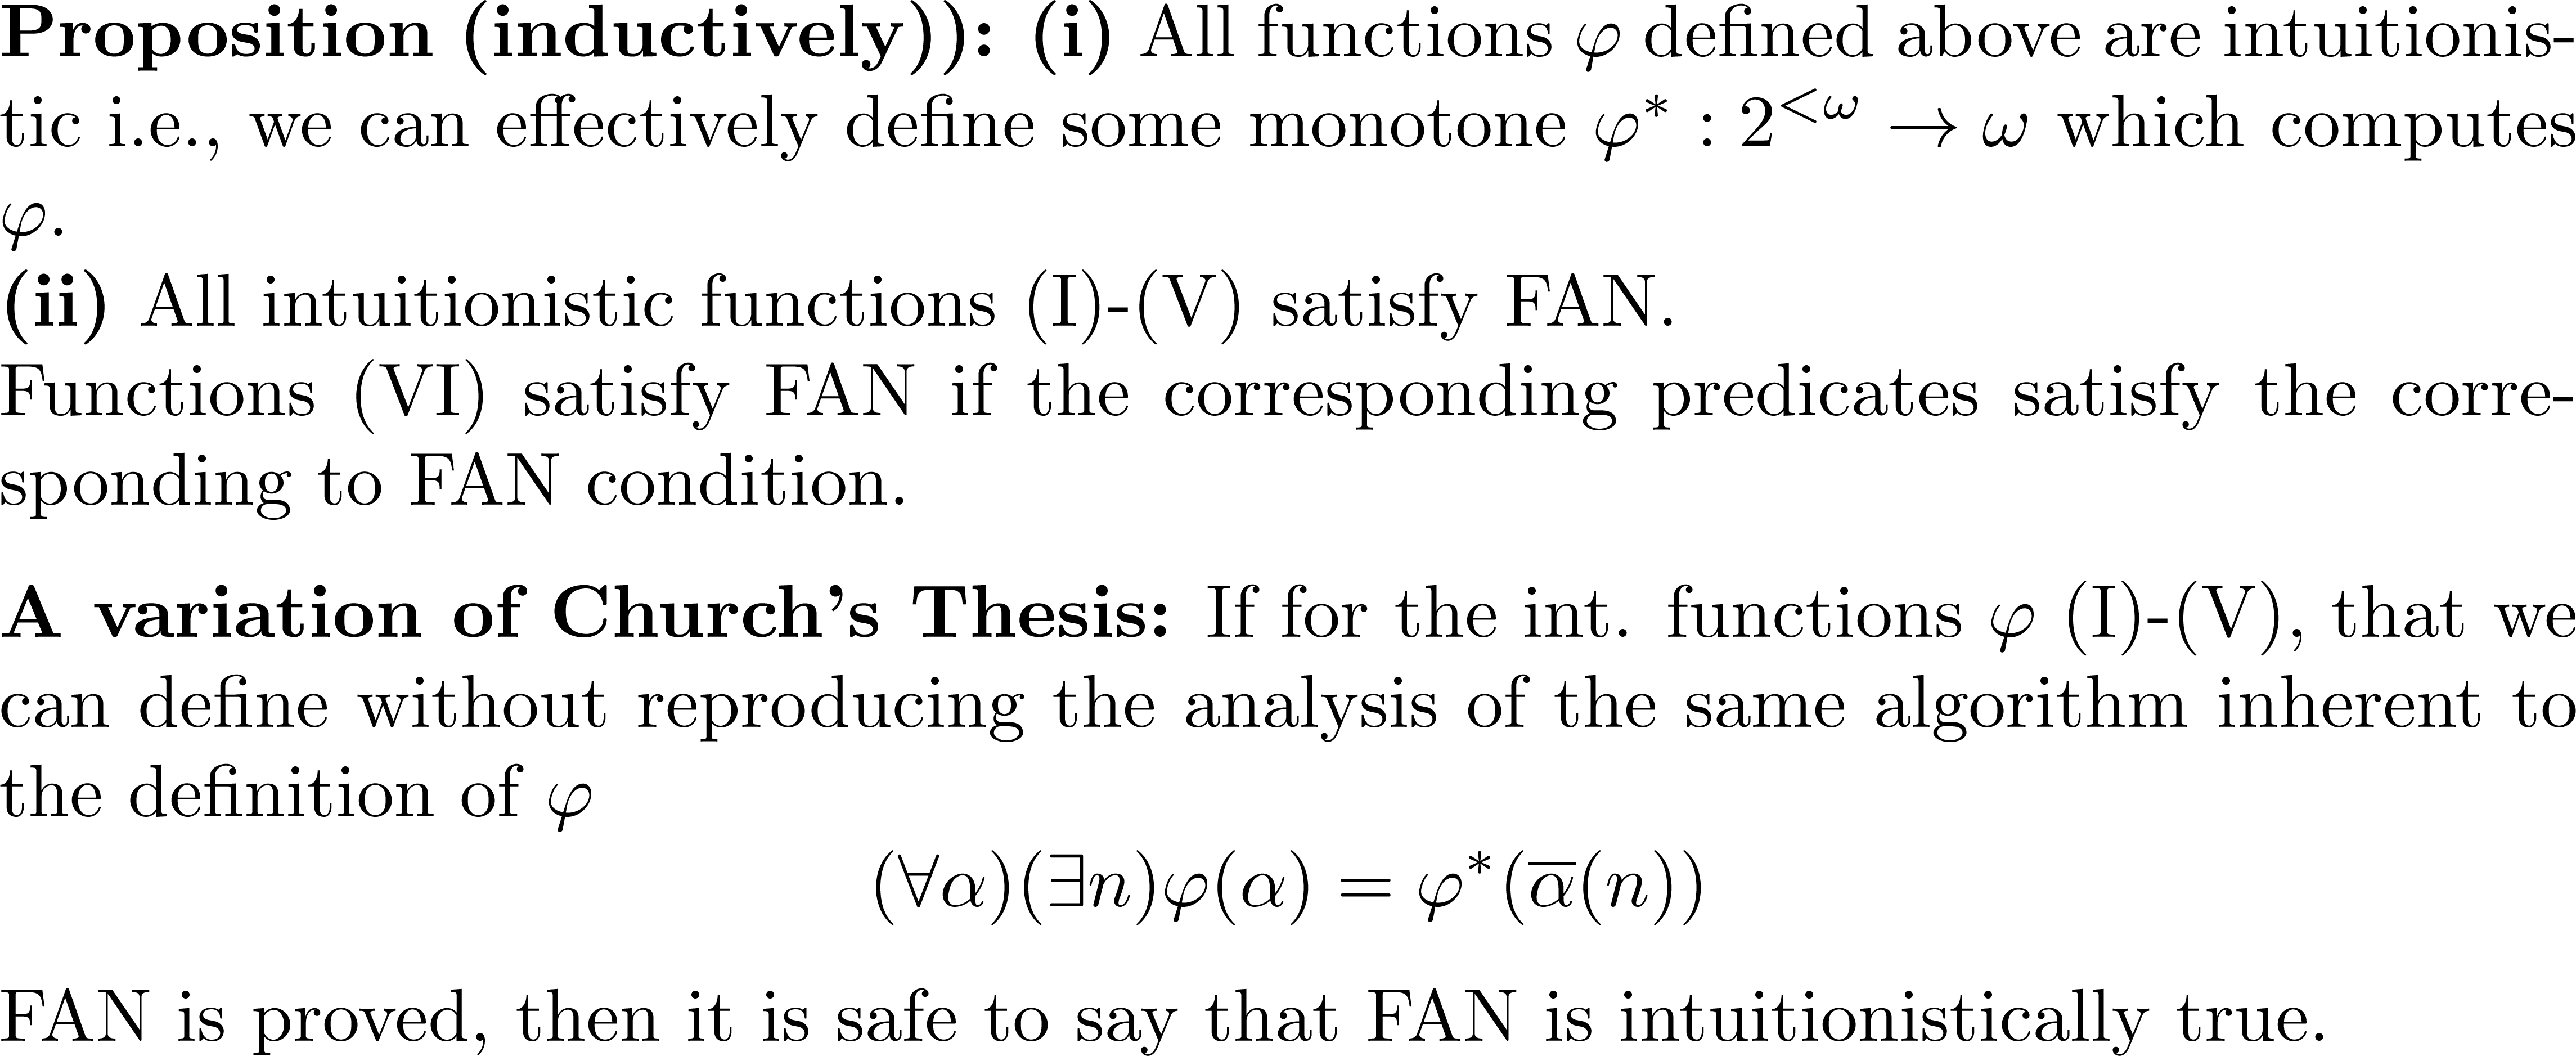 Proposition (inductively)): (i) All functions φ defined above are intuitionis-
tic i.e., we can effectively define some monotone φ* : 2^{<ω} → ω which computes
φ.
(ii) All intuitionistic functions (I)-(V) satisfy FAN.
Functions (VI) satisfy FAN if the corresponding predicates satisfy the corre-
sponding to FAN condition.
A variation of Church's Thesis: If for the int. functions φ (I)-(V), that we
can define without reproducing the analysis of the same algorithm inherent to
the definition of φ
(∀α)(∃n)φ(α) = φ*(α̅(n))
FAN is proved, then it is safe to say that FAN is intuitionistically true.